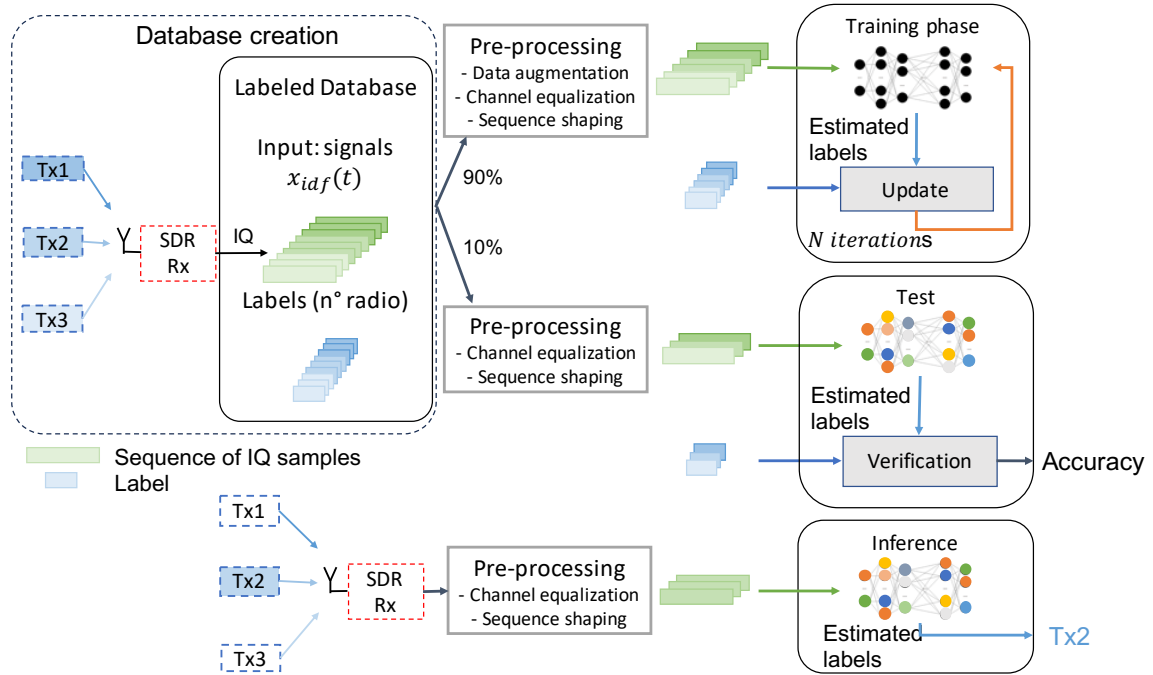 Database creation
Labeled Database
Input: signals
x_{idf}(t)
Tx1
Tx2
Tx3
SDR
Rx
IQ
Labels (n° radio)
90%
10%
Pre-processing
- Data augmentation
- Channel equalization
- Sequence shaping
Training phase
Estimated
labels
Update
N iterations
Pre-processing
- Channel equalization
- Sequence shaping
Test
Estimated
labels
Verification
Accuracy
Sequence of IQ samples
Label
Tx1
Tx2
Tx3
SDR
Rx
Pre-processing
- Channel equalization
- Sequence shaping
Inference
Estimated
labels
Tx2